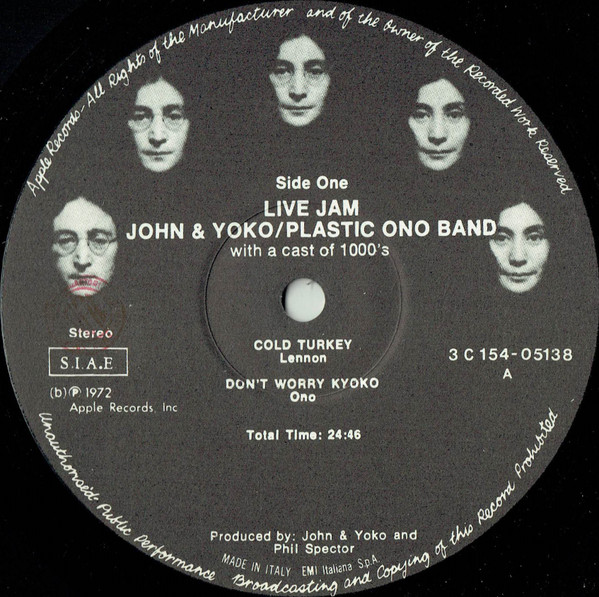 Apple Records-All Rights of the Manufacturer and of the Owner of the Recorded Work Reserved
Side One
LIVE JAM
JOHN & YOKO/PLASTIC ONO BAND
with a cast of 1000's
Stereo
S.I.A.E
(b)Ⓟ 1972
Apple Records, Inc
COLD TURKEY
Lennon
DON'T WORRY KYOKO
Ono
Total Time: 24:46
3 C 154-05138
A
Produced by: John & Yoko and
Phil Spector
MADE IN ITALY EMI Italiana S.p.A.
Unauthorised Public Performance Broadcasting and Copying of this Record Prohibited